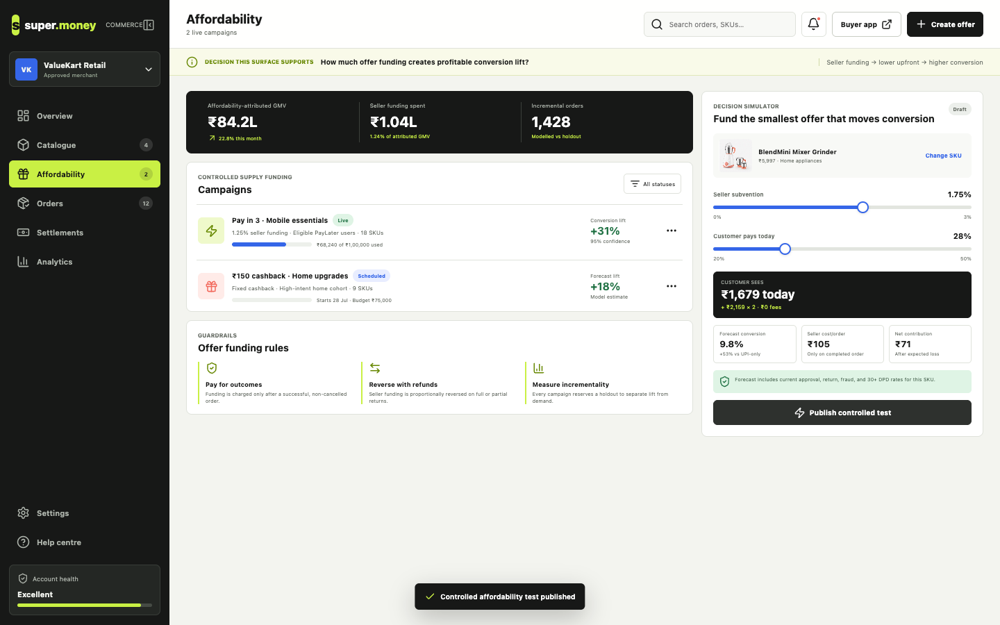 super.money COMMERCE
VK
ValueKart Retail
Approved merchant
Overview
Catalogue 4
Affordability 2
Orders 12
Settlements
Analytics
Settings
Help centre
Account health
Excellent
Affordability
2 live campaigns
Search orders, SKUs...
Buyer app
Create offer
DECISION THIS SURFACE SUPPORTS How much offer funding creates profitable conversion lift?
Seller funding → lower upfront → higher conversion
Affordability-attributed GMV
₹84.2L
22.8% this month
Seller funding spent
₹1.04L
1.24% of attributed GMV
Incremental orders
1,428
Modelled vs holdout
CONTROLLED SUPPLY FUNDING
Campaigns
All statuses
Pay in 3 · Mobile essentials Live
1.25% seller funding · Eligible PayLater users · 18 SKUs
₹68,240 of ₹1,00,000 used
Conversion lift
+31%
95% confidence
₹150 cashback · Home upgrades Scheduled
Fixed cashback · High-intent home cohort · 9 SKUs
Starts 28 Jul · Budget ₹75,000
Forecast lift
+18%
Model estimate
GUARDRAILS
Offer funding rules
Pay for outcomes
Funding is charged only after a successful, non-cancelled
order.
Reverse with refunds
Seller funding is proportionally reversed on full or partial
returns.
Measure incrementality
Every campaign reserves a holdout to separate lift from
demand.
DECISION SIMULATOR
Fund the smallest offer that moves conversion
Draft
BlendMini Mixer Grinder
₹5,997 · Home appliances
Change SKU
Seller subvention 1.75%
0% 3%
Customer pays today 28%
20% 50%
CUSTOMER SEES
₹1,679 today
+ ₹2,159 × 2 · ₹0 fees
Forecast conversion
9.8%
+53% vs UPI-only
Seller cost/order
₹105
Only on completed order
Net contribution
₹71
After expected loss
Forecast includes current approval, return, fraud, and 30+ DPD rates for this SKU.
Publish controlled test
Controlled affordability test published